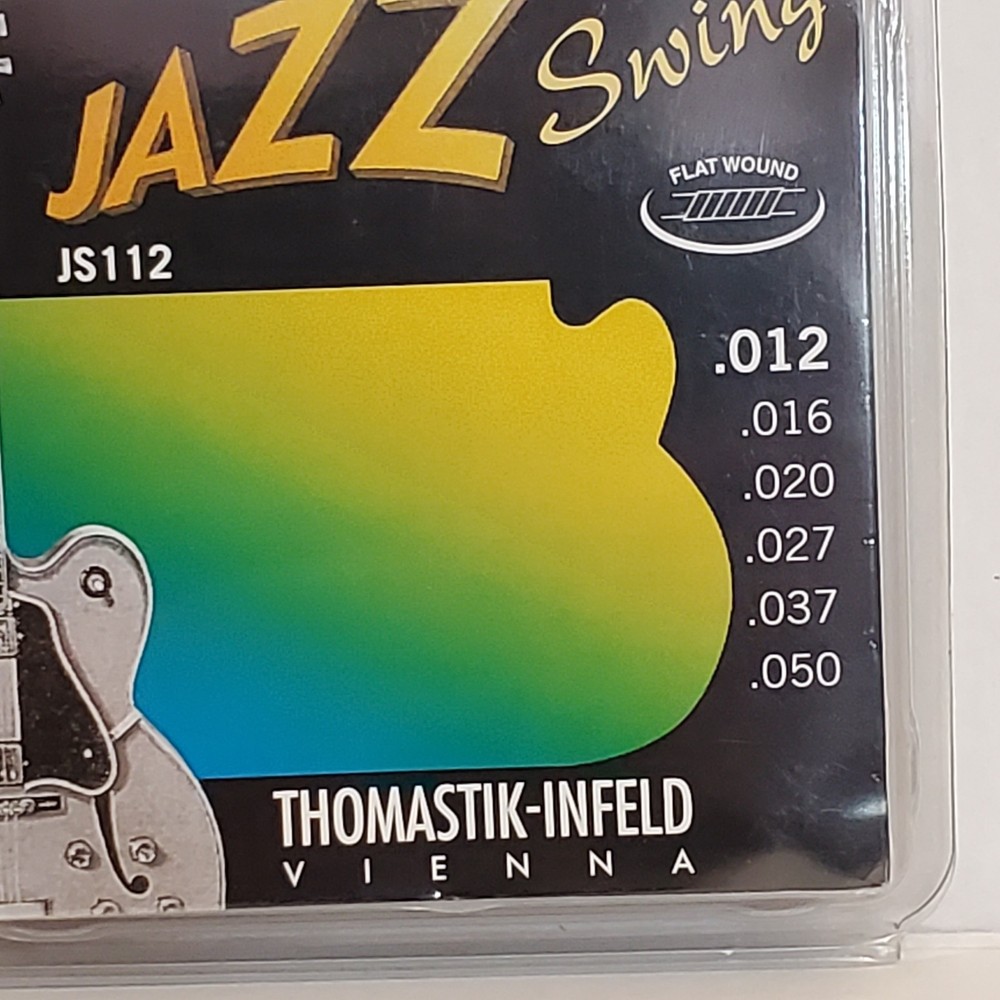 JAZZ Swing
FLAT WOUND
JS112
.012
.016
.020
.027
.037
.050
THOMASTIK-INFELD
VIENNA